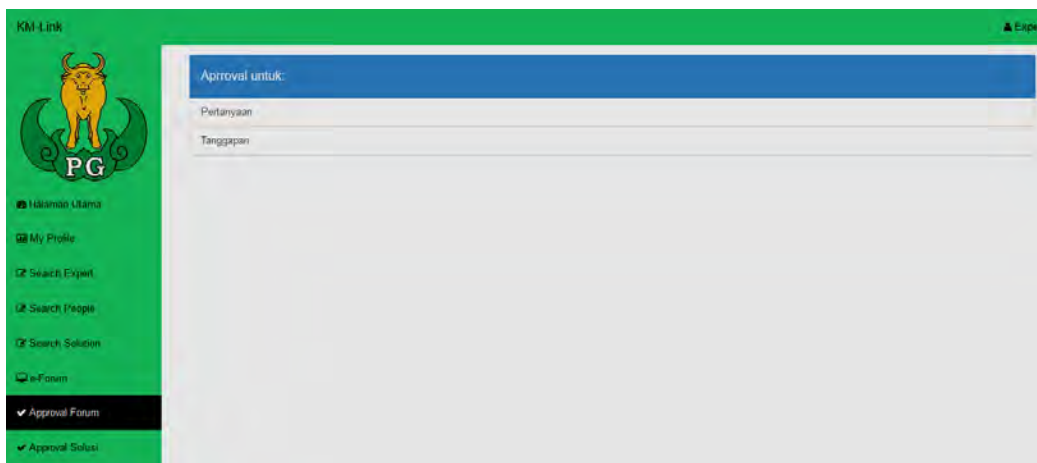 KM-Link
Expe
PG
Halaman Utama
My Profile
Search Expert
Search People
Search Solution
e-Forum
Approval Forum
Approval Solusi
Aprroval untuk:
Pertanyaan
Tanggapan